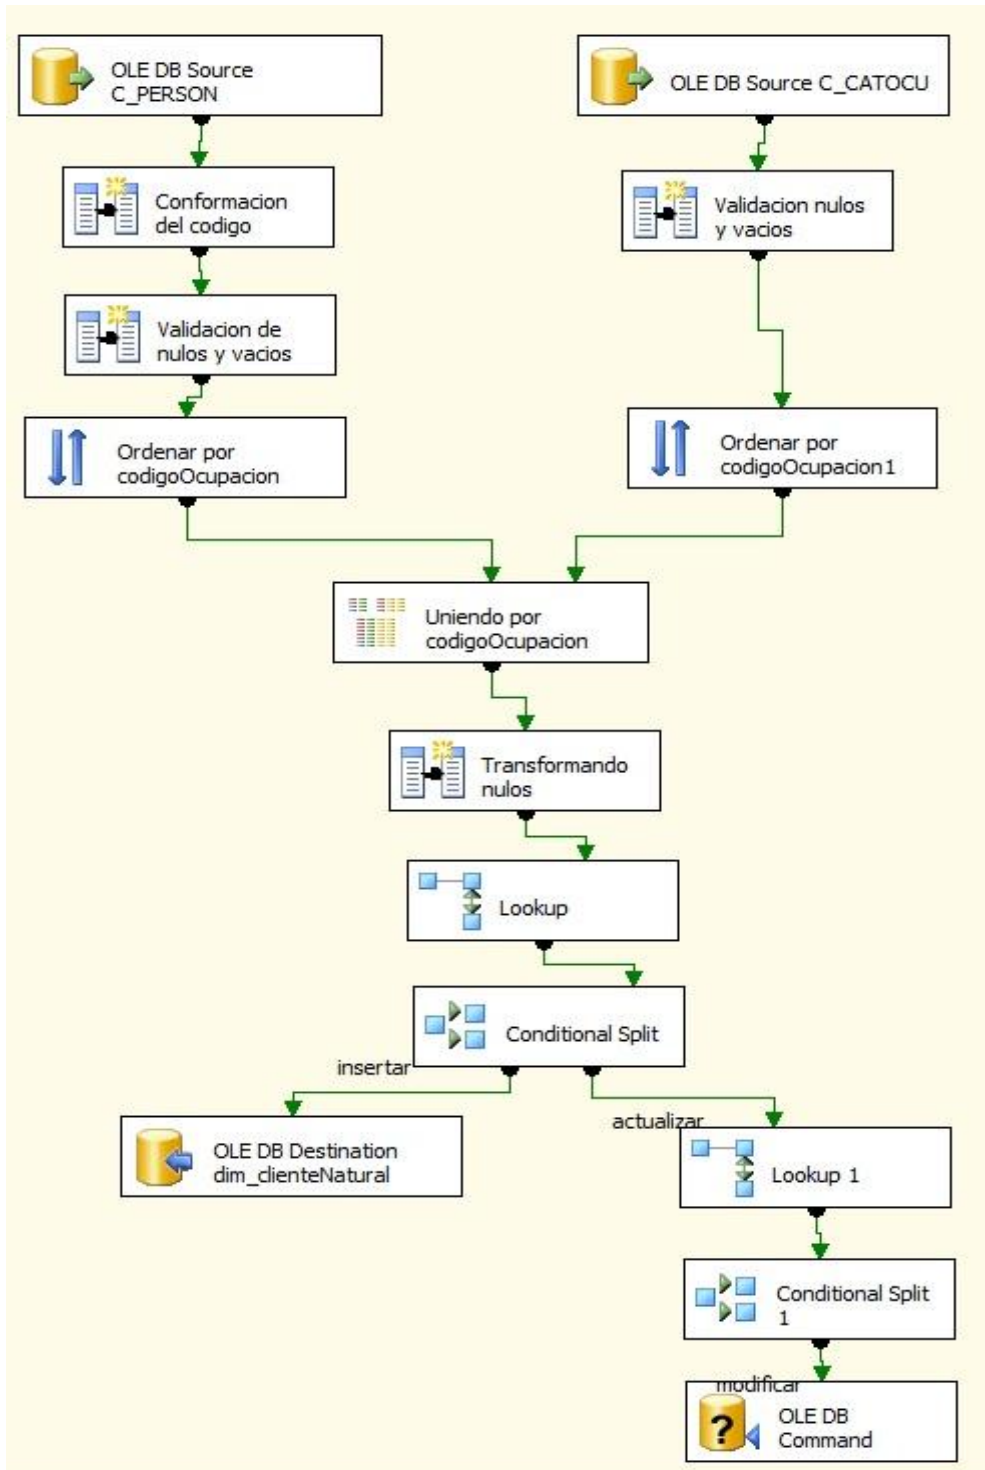 OLE DB Source
C_PERSON
OLE DB Source C_CATOCU
Conformacion
del codigo
Validacion nulos
y vacios
Validacion de
nulos y vacios
Ordenar por
codigoOcupacion
Ordenar por
codigoOcupacion1
Uniendo por
codigoOcupacion
Transformando
nulos
Lookup
Conditional Split
insertar
actualizar
OLE DB Destination
dim_clienteNatural
Lookup 1
Conditional Split
1
modificar
OLE DB
Command